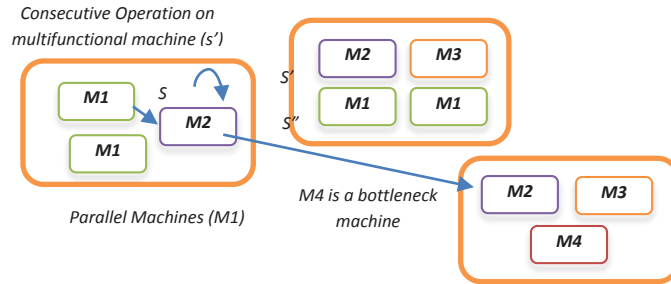 Consecutive Operation on
multifunctional machine (s’)
M1
S
M2
M1
Parallel Machines (M1)
M2
M3
S’
M1
M1
S”
M4 is a bottleneck
machine
M2
M3
M4